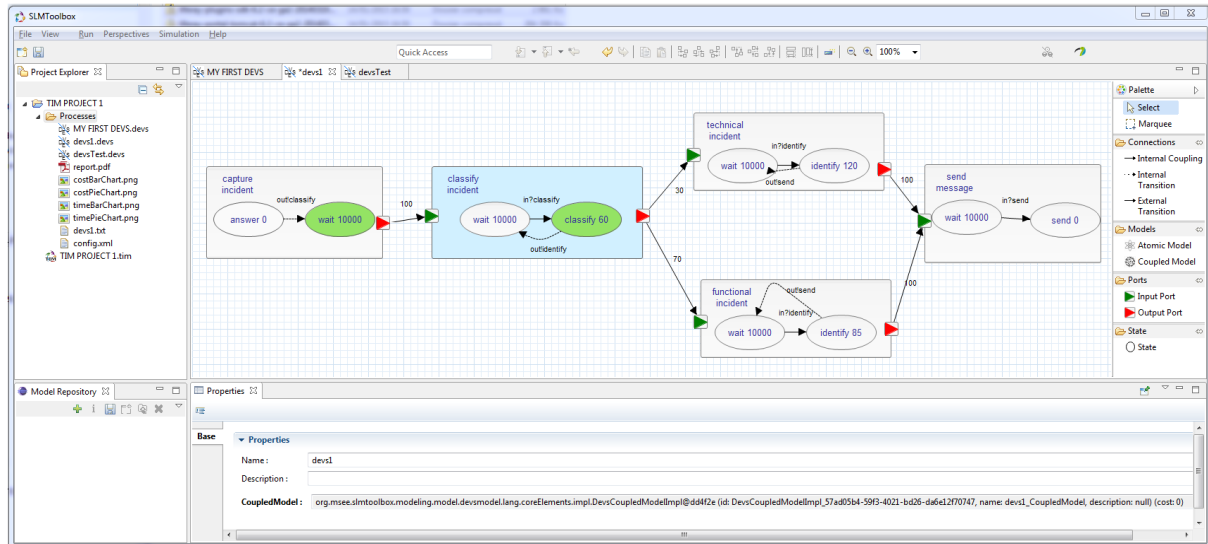 SLMToolbox
File View Run Perspectives Simulation Help
Quick Access
100%
Project Explorer
TIM PROJECT 1
Processes
MY FIRST DEVS.devs
devs1.devs
devsTest.devs
report.pdf
costBarChart.png
costPieChart.png
timeBarChart.png
timePieChart.png
devs1.txt
config.xml
TIM PROJECT 1.tim
Model Repository
MY FIRST DEVS
*devs1
devsTest
capture
incident
out!classify
answer 0
wait 10000
100
classify
incident
in?classify
wait 10000
classify 60
out!identify
30
70
technical
incident
in?identify
wait 10000
identify 120
out!send
100
functional
incident
out!send
in?identify
wait 10000
identify 85
100
send
message
in?send
wait 10000
send 0
Palette
Select
Marquee
Connections
Internal Coupling
Internal
Transition
External
Transition
Models
Atomic Model
Coupled Model
Ports
Input Port
Output Port
State
State
Properties
Base
Properties
Name :
devs1
Description :
CoupledModel :
org.msee.slmtoolbox.modeling.model.devsmodel.lang.coreElements.impl.DevsCoupledModelImpl@dd4f2e (id: DevsCoupledModelImpl_57ad05b4-59f3-4021-bd26-da6e12f70747, name: devs1_CoupledModel, description: null) (cost: 0)